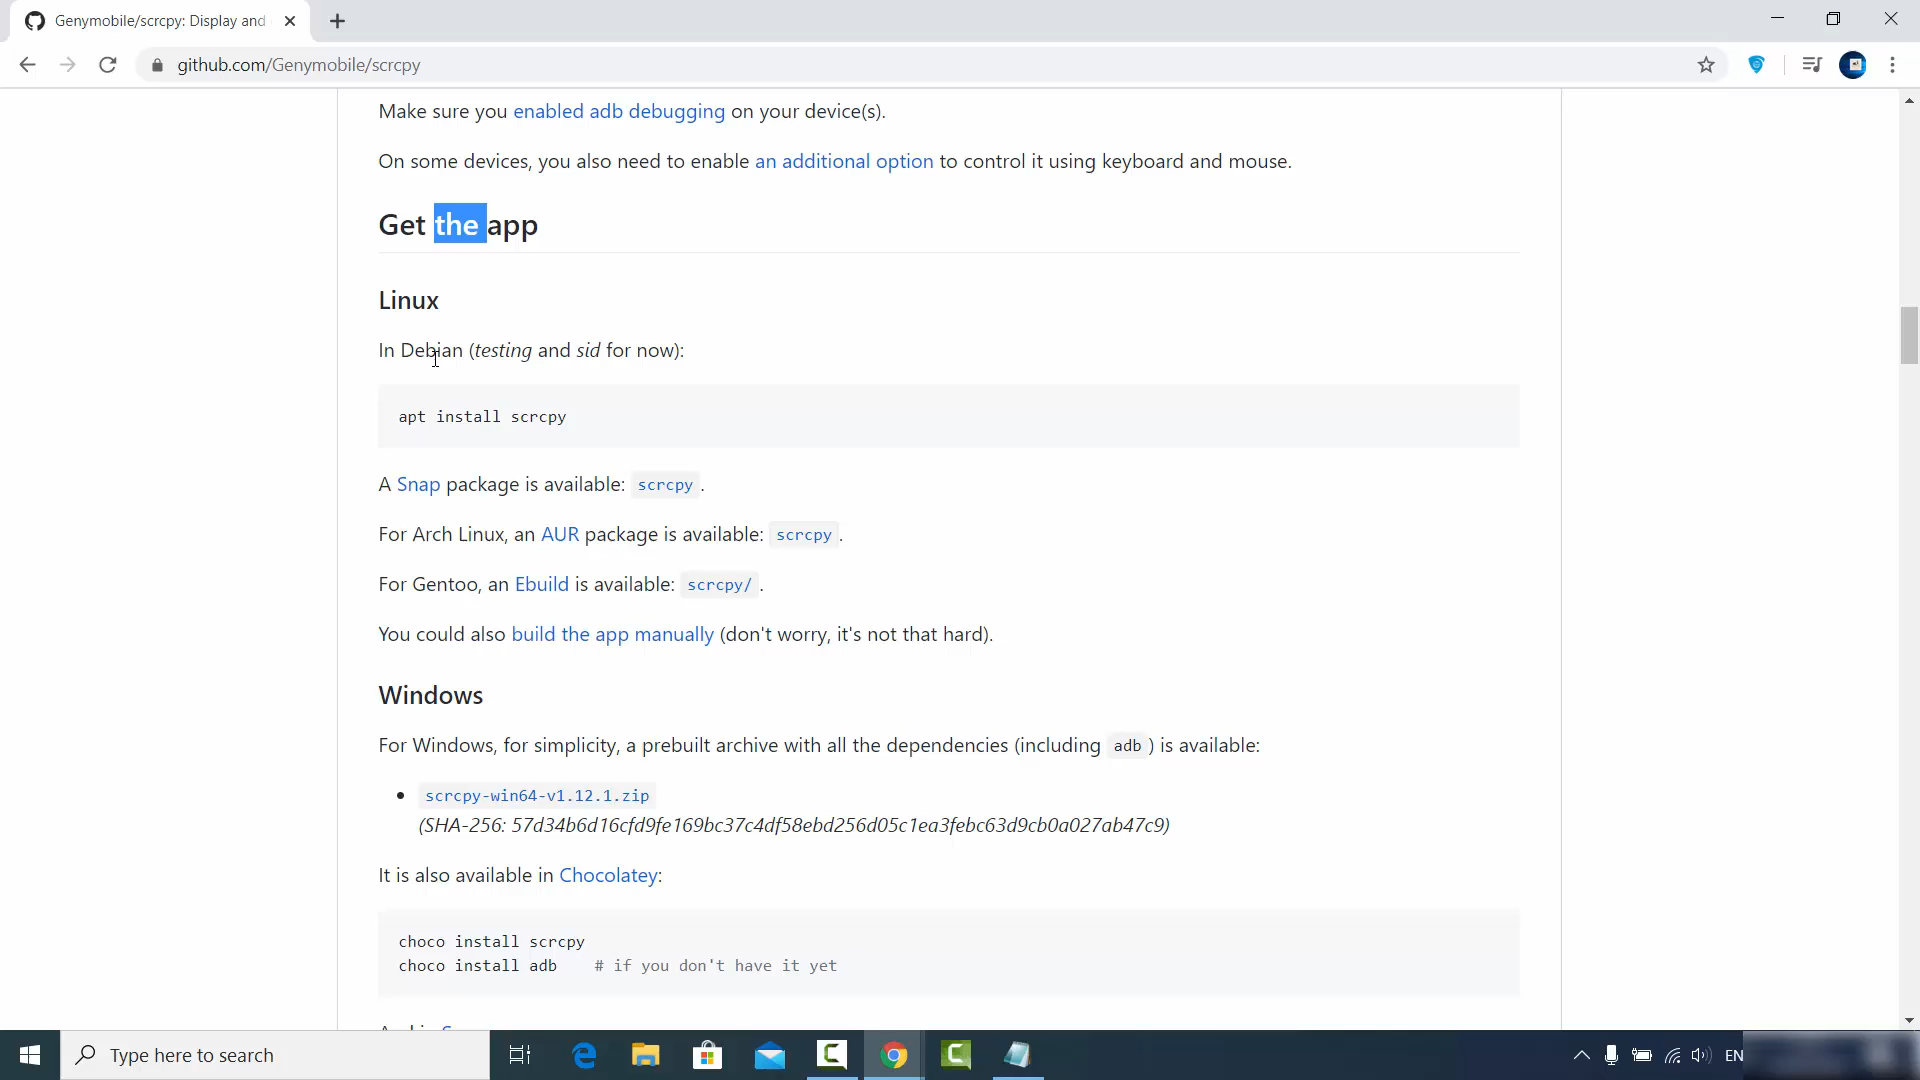 Genymobile/scrcpy: Display and
github.com/Genymobile/scrcpy
Make sure you enabled adb debugging on your device(s).
On some devices, you also need to enable an additional option to control it using keyboard and mouse.
Get the app
Linux
In Debian (testing and sid for now):
apt install scrcpy
A Snap package is available: scrcpy.
For Arch Linux, an AUR package is available: scrcpy.
For Gentoo, an Ebuild is available: scrcpy/.
You could also build the app manually (don't worry, it's not that hard).
Windows
For Windows, for simplicity, a prebuilt archive with all the dependencies (including adb) is available:
• scrcpy-win64-v1.12.1.zip
(SHA-256: 57d34b6d16cfd9fe169bc37c4df58ebd256d05c1ea3febc63d9cb0a027ab47c9)
It is also available in Chocolatey:
choco install scrcpy
choco install adb # if you don't have it yet
Type here to search
EN